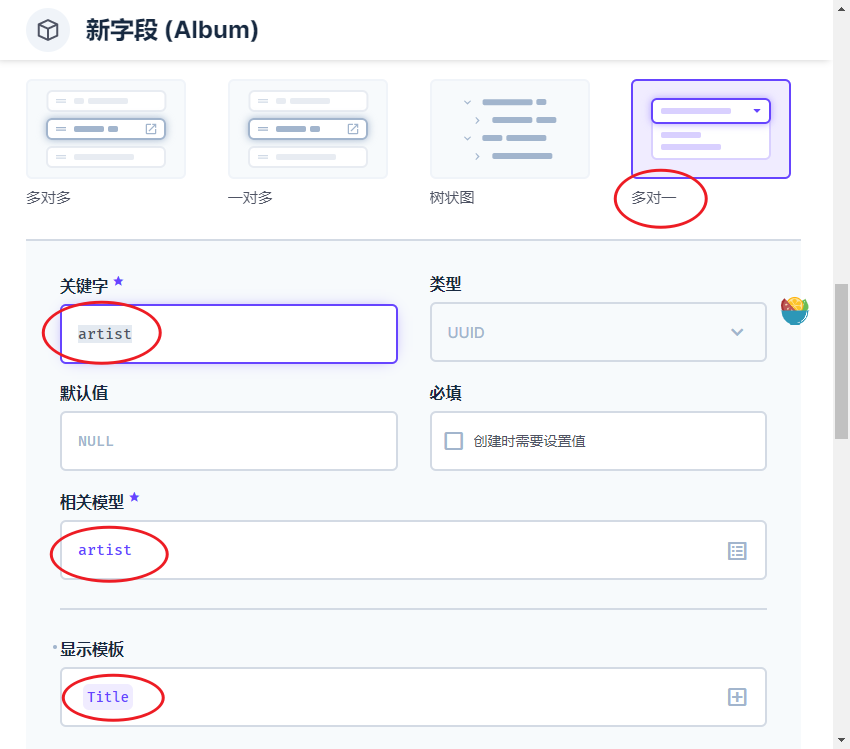 新字段 (Album)
多对多
一对多
树状图
多对一
关键字 ★
类型
artist
UUID
默认值
必填
NULL
创建时需要设置值
相关模型 ★
artist
显示模板
Title